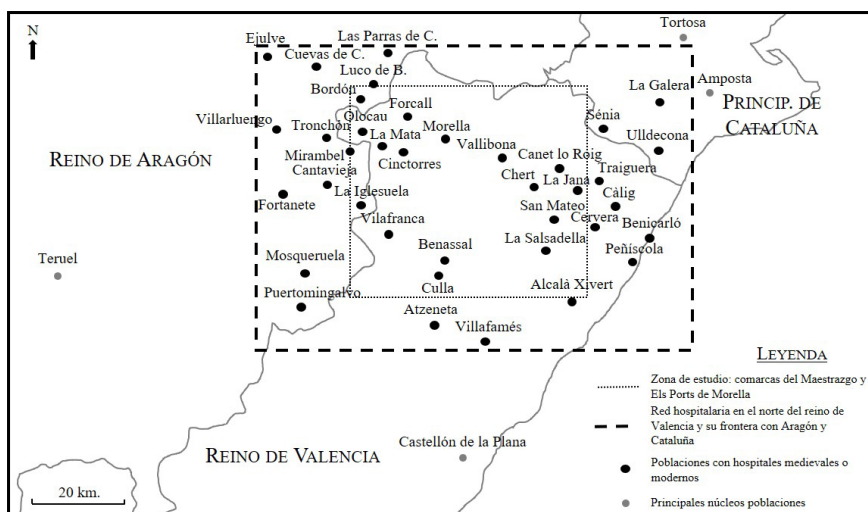 Tortosa
N
Las Parras de C.
Ejulve
Cuevas de C.
Luco de B.
La Galera
Amposta
Bordón
PRINCIP. DE
CATALUÑA
Forcall
Villarluengo
Olocau
Sénia
Tronchón
La Mata
Morella
Vallibona
Ulldecona
REINO DE ARAGÓN
Mirambel
Cinctorres
Canet lo Roig
Cantavieja
Chert
Traiguera
La Iglesuela
La Jana
Càlig
Fortanete
San Mateo
Cervera
Vilafranca
Benicarló
Benassal
La Salsadella
Peñíscola
Teruel
Mosqueruela
Culla
Alcalà Xivert
Puertomingalvo
Atzeneta
Villafamés
LEYENDA
Zona de estudio: comarcas del Maestrazgo y
Els Ports de Morella
Red hospitalaria en el norte del reino de
Valencia y su frontera con Aragón y
Cataluña
Castellón de la Plana
REINO DE VALENCIA
Poblaciones con hospitales medievales o
modernos
20 km.
Principales núcleos poblaciones